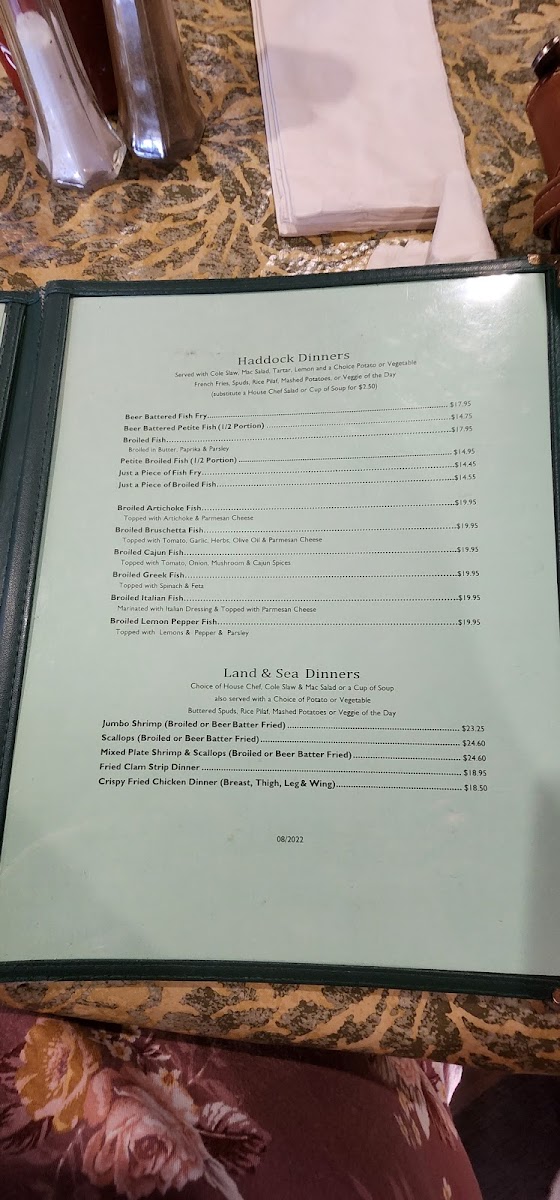 Haddock Dinners
Served with Cole Slaw, Mac Salad, Tartar, Lemon and a Choice Potato or Vegetable
French Fries, Spuds, Rice Pilaf, Mashed Potatoes, or Veggie of the Day
(substitute a House Chef Salad or Cup of Soup for $2.50)
Beer Battered Fish Fry.......... $17.95
Beer Battered Petite Fish (1/2 Portion) .......... $14.75
Broiled Fish.......... $17.95
Broiled in Butter, Paprika & Parsley
Petite Broiled Fish (1/2 Portion) .......... $14.95
Just a Piece of Fish Fry.......... $14.45
Just a Piece of Broiled Fish.......... $14.55
Broiled Artichoke Fish.......... $19.95
Topped with Artichoke & Parmesan Cheese
Broiled Bruschetta Fish.......... $19.95
Topped with Tomato, Garlic, Herbs, Olive Oil & Parmesan Cheese
Broiled Cajun Fish.......... $19.95
Topped with Tomato, Onion, Mushroom & Cajun Spices
Broiled Greek Fish.......... $19.95
Topped with Spinach & Feta
Broiled Italian Fish.......... $19.95
Marinated with Italian Dressing & Topped with Parmesan Cheese
Broiled Lemon Pepper Fish.......... $19.95
Topped with Lemons & Pepper & Parsley
Land & Sea Dinners
Choice of House Chef, Cole Slaw & Mac Salad or a Cup of Soup
also served with a Choice of Potato or Vegetable
Buttered Spuds, Rice Pilaf, Mashed Potatoes or Veggie of the Day
Jumbo Shrimp (Broiled or Beer Batter Fried) .......... $23.25
Scallops (Broiled or Beer Batter Fried).......... $24.60
Mixed Plate Shrimp & Scallops (Broiled or Beer Batter Fried) .......... $24.60
Fried Clam Strip Dinner .......... $18.95
Crispy Fried Chicken Dinner (Breast, Thigh, Leg & Wing).......... $18.50
08/2022